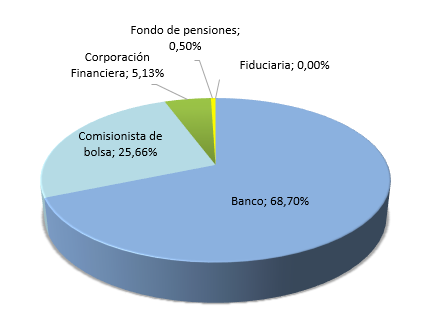 Fondo de pensiones;
0,50%
Corporación
Financiera; 5,13%
Fiduciaria; 0,00%
Comisionista de
bolsa; 25,66%
Banco; 68,70%